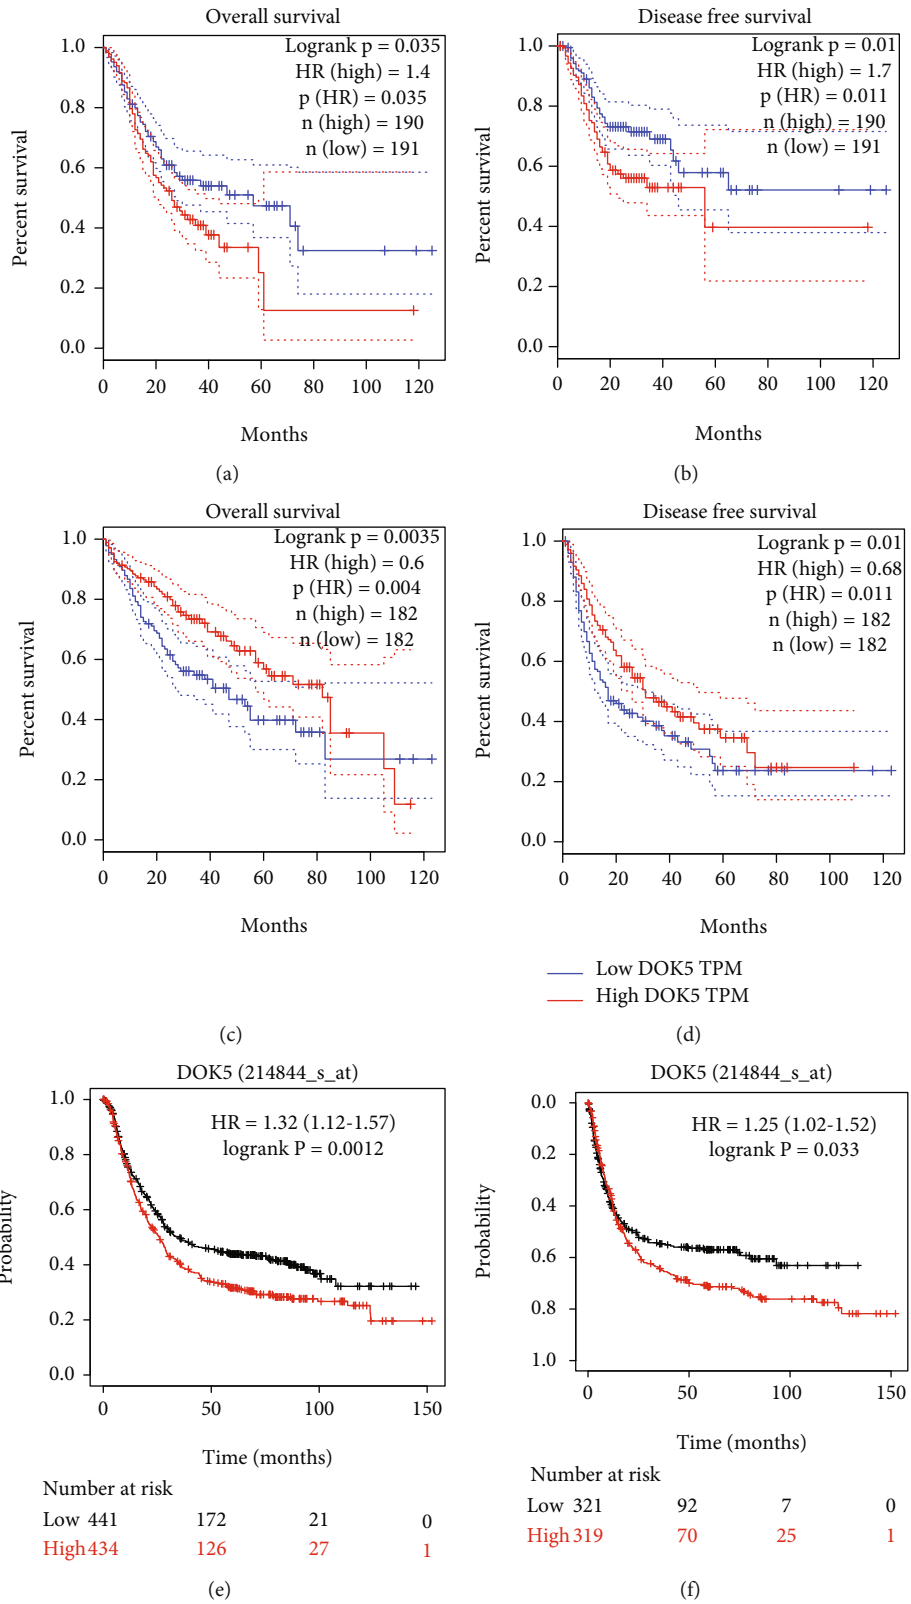 Overall survival
Logrank p = 0.035
HR (high) = 1.4
p (HR) = 0.035
n (high) = 190
n (low) = 191
Percent survival
1.0
0.8
0.6
0.4
0.2
0.0
0 20 40 60 80 100 120
Months
(a)
Disease free survival
Logrank p = 0.01
HR (high) = 1.7
p (HR) = 0.011
n (high) = 190
n (low) = 191
Percent survival
1.0
0.8
0.6
0.4
0.2
0.0
0 20 40 60 80 100 120
Months
(b)
Overall survival
Logrank p = 0.0035
HR (high) = 0.6
p (HR) = 0.004
n (high) = 182
n (low) = 182
Percent survival
1.0
0.8
0.6
0.4
0.2
0.0
0 20 40 60 80 100 120
Months
(c)
Disease free survival
Logrank p = 0.01
HR (high) = 0.68
p (HR) = 0.011
n (high) = 182
n (low) = 182
Percent survival
1.0
0.8
0.6
0.4
0.2
0.0
0 20 40 60 80 100 120
Months
Low DOK5 TPM
High DOK5 TPM
(d)
DOK5 (214844_s_at)
HR = 1.32 (1.12-1.57)
logrank P = 0.0012
Probability
1.0
0.8
0.6
0.4
0.2
0.0
0 50 100 150
Time (months)
Number at risk
Low 441 172 21 0
High 434 126 27 1
(e)
DOK5 (214844_s_at)
HR = 1.25 (1.02-1.52)
logrank P = 0.033
Probability
0.0
0.2
0.4
0.6
0.8
1.0
0 50 100 150
Time (months)
Number at risk
Low 321 92 7 0
High 319 70 25 1
(f)